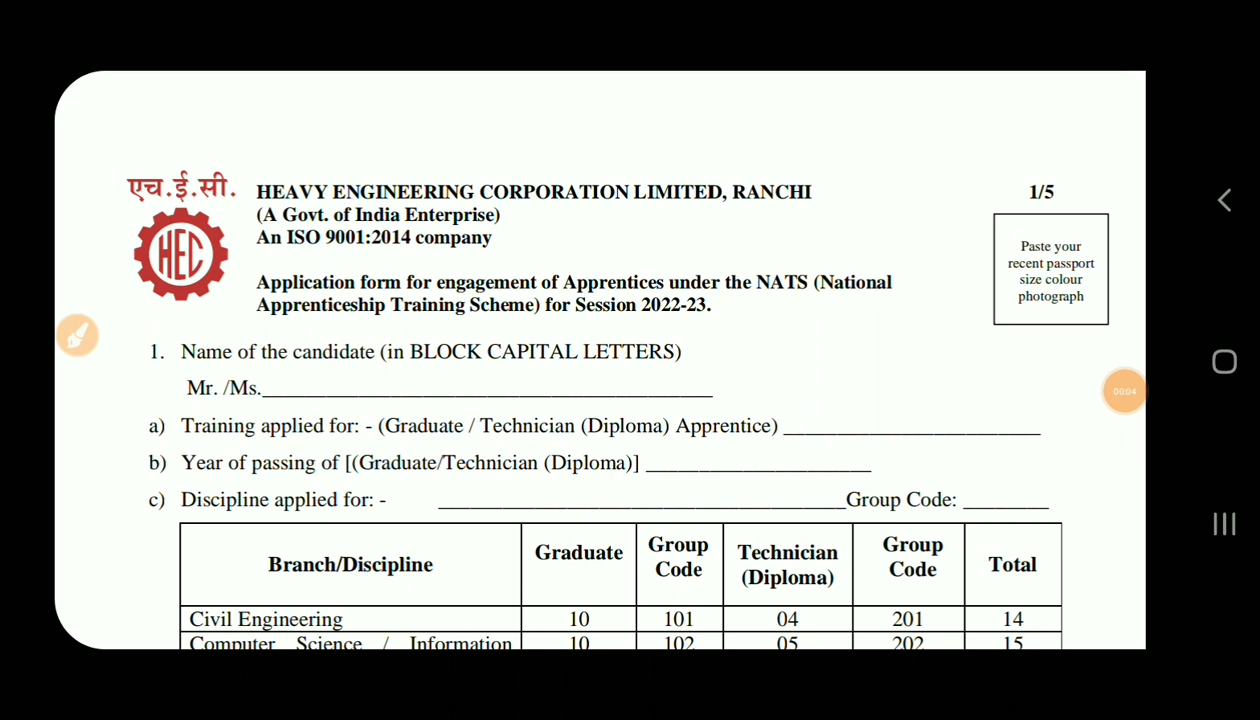 एच.ई.सी.
HEC
HEAVY ENGINEERING CORPORATION LIMITED, RANCHI
(A Govt. of India Enterprise)
An ISO 9001:2014 company
1/5
Paste your
recent passport
size colour
photograph
Application form for engagement of Apprentices under the NATS (National
Apprenticeship Training Scheme) for Session 2022-23.
1. Name of the candidate (in BLOCK CAPITAL LETTERS)
Mr. /Ms.
a) Training applied for: - (Graduate / Technician (Diploma) Apprentice)
b) Year of passing of [(Graduate/Technician (Diploma)]
c) Discipline applied for: - Group Code:
Branch/Discipline Graduate Group Code Technician (Diploma) Group Code Total
Civil Engineering 10 101 04 201 14
Computer Science / Information 10 102 05 202 15
00:04